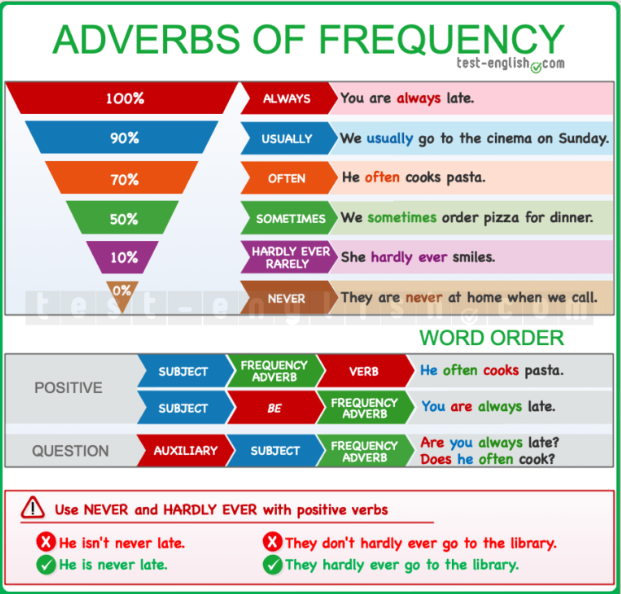 ADVERBS OF FREQUENCY
test-english.com
100% ALWAYS You are always late.
90% USUALLY We usually go to the cinema on Sunday.
70% OFTEN He often cooks pasta.
50% SOMETIMES We sometimes order pizza for dinner.
10% HARDLY EVER She hardly ever smiles.
RARELY
0% NEVER They are never at home when we call.
test-english.com
WORD ORDER
POSITIVE
SUBJECT FREQUENCY ADVERB VERB He often cooks pasta.
SUBJECT BE FREQUENCY ADVERB You are always late.
QUESTION AUXILIARY SUBJECT FREQUENCY ADVERB Are you always late?
Does he often cook?
! Use NEVER and HARDLY EVER with positive verbs
He isn't never late. They don't hardly ever go to the library.
He is never late. They hardly ever go to the library.